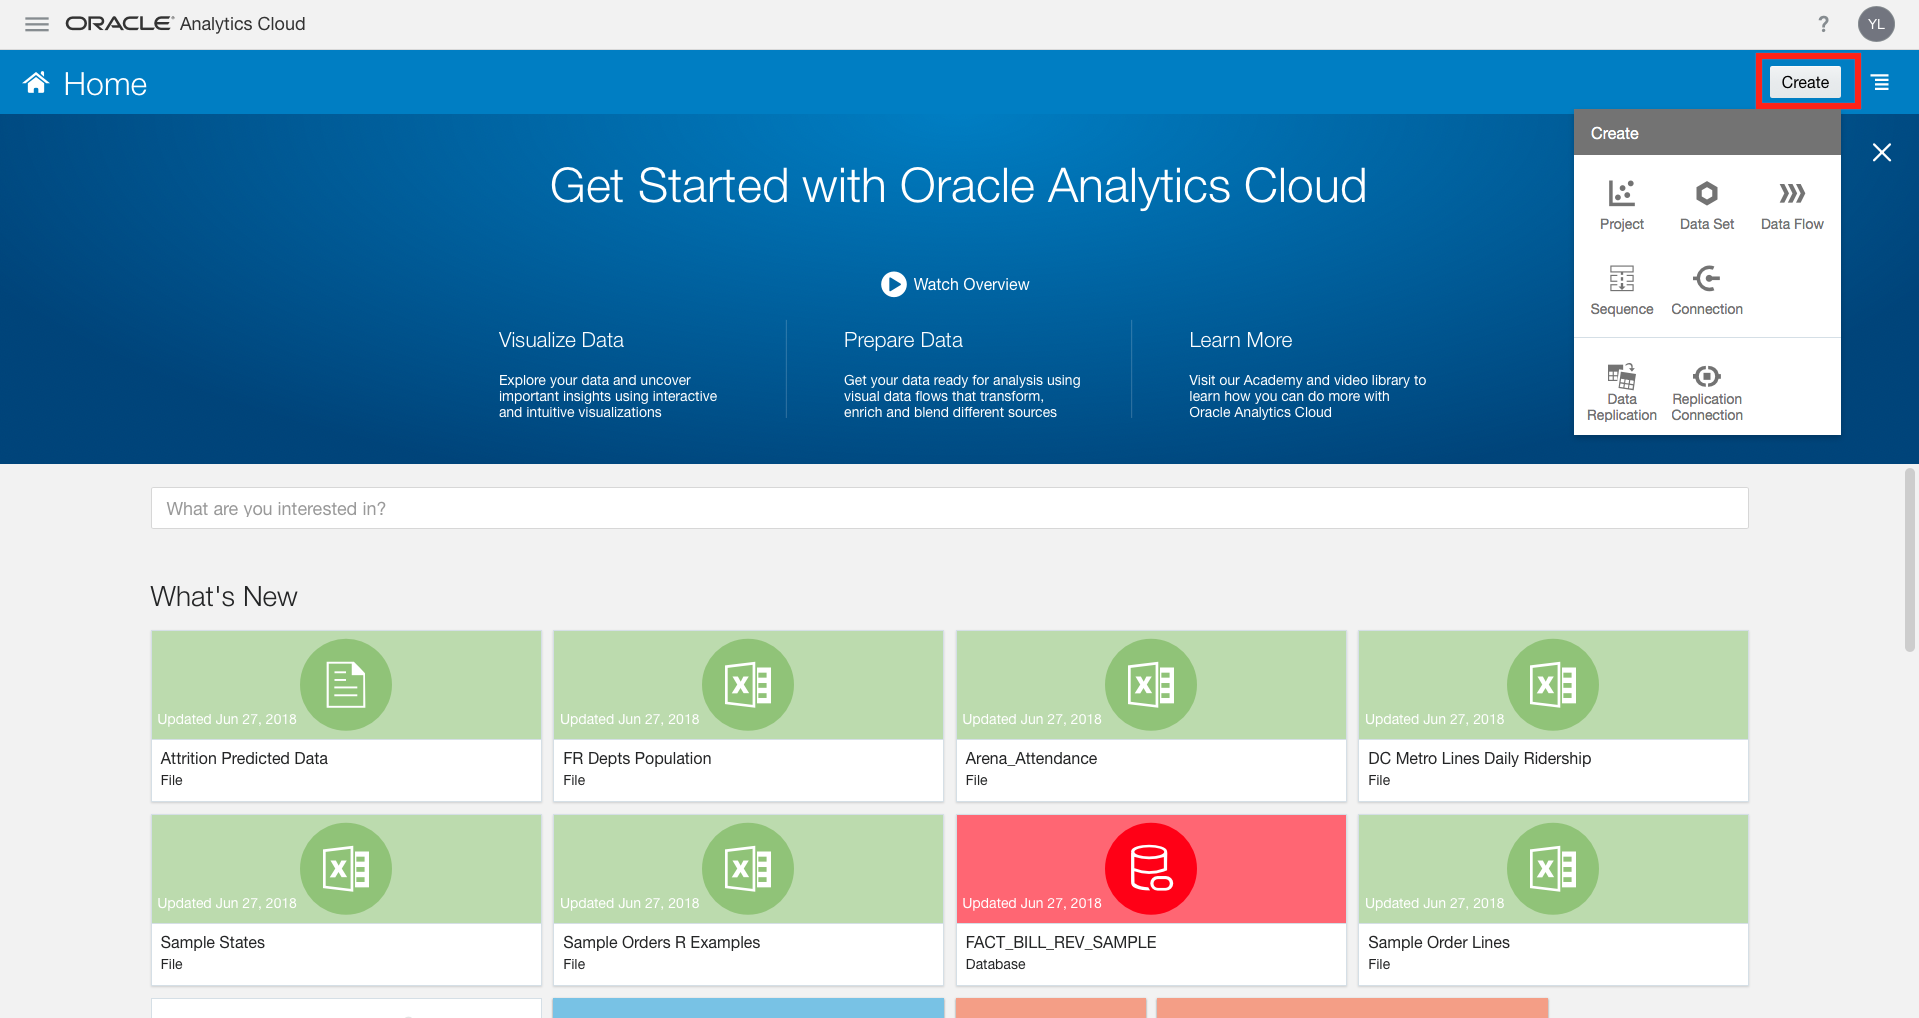 ORACLE Analytics Cloud
?
YL
Home
Create
Create
Project
Data Set
Data Flow
Sequence
Connection
Data Replication
Replication Connection
Get Started with Oracle Analytics Cloud
Watch Overview
Visualize Data
Explore your data and uncover
important insights using interactive
and intuitive visualizations
Prepare Data
Get your data ready for analysis using
visual data flows that transform,
enrich and blend different sources
Learn More
Visit our Academy and video library to
learn how you can do more with
Oracle Analytics Cloud
What are you interested in?
What's New
Updated Jun 27, 2018
Attrition Predicted Data
File
Updated Jun 27, 2018
FR Depts Population
File
Updated Jun 27, 2018
Arena_Attendance
File
Updated Jun 27, 2018
DC Metro Lines Daily Ridership
File
Updated Jun 27, 2018
Sample States
File
Updated Jun 27, 2018
Sample Orders R Examples
File
Updated Jun 27, 2018
FACT_BILL_REV_SAMPLE
Database
Updated Jun 27, 2018
Sample Order Lines
File